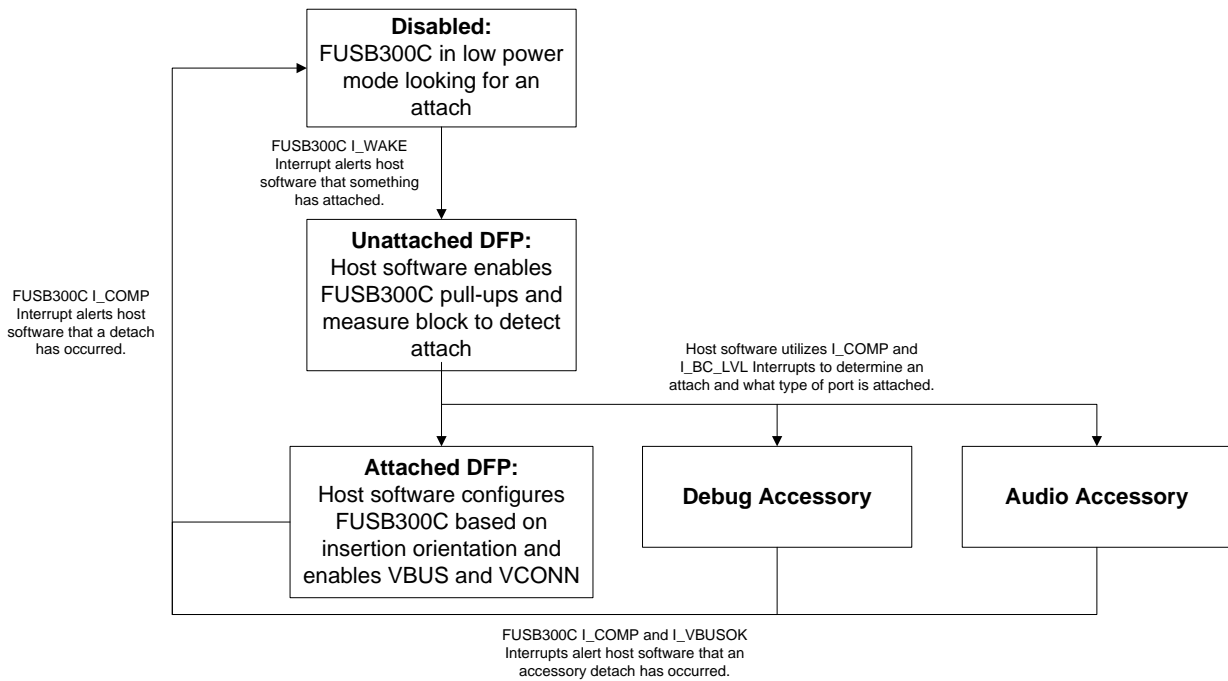 Disabled:
FUSB300C in low power
mode looking for an
attach
FUSB300C I_WAKE
Interrupt alerts host
software that something
has attached.
Unattached DFP:
Host software enables
FUSB300C pull-ups and
measure block to detect
attach
FUSB300C I_COMP
Interrupt alerts host
software that a detach
has occurred.
Host software utilizes I_COMP and
I_BC_LVL Interrupts to determine an
attach and what type of port is attached.
Attached DFP:
Host software configures
FUSB300C based on
insertion orientation and
enables VBUS and VCONN
Debug Accessory
Audio Accessory
FUSB300C I_COMP and I_VBUSOK
Interrupts alert host software that an
accessory detach has occurred.